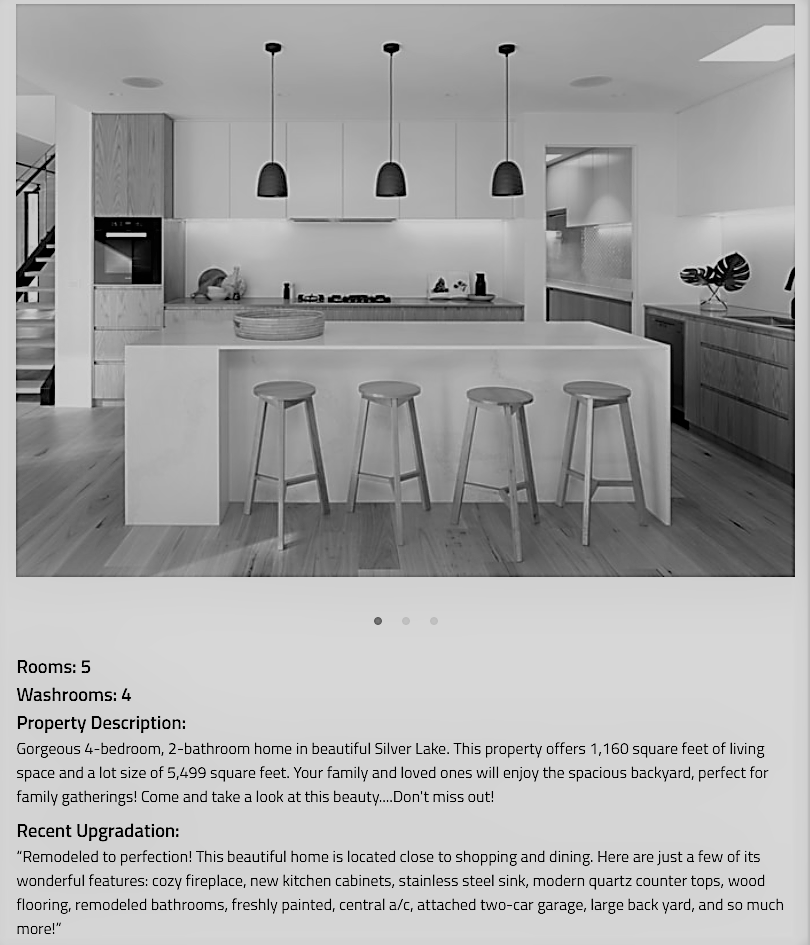 Rooms: 5
Washrooms: 4
Property Description:
Gorgeous 4-bedroom, 2-bathroom home in beautiful Silver Lake. This property offers 1,160 square feet of living
space and a lot size of 5,499 square feet. Your family and loved ones will enjoy the spacious backyard, perfect for
family gatherings! Come and take a look at this beauty....Don't miss out!
Recent Upgradation:
“Remodeled to perfection! This beautiful home is located close to shopping and dining. Here are just a few of its
wonderful features: cozy fireplace, new kitchen cabinets, stainless steel sink, modern quartz counter tops, wood
flooring, remodeled bathrooms, freshly painted, central a/c, attached two-car garage, large back yard, and so much
more!”